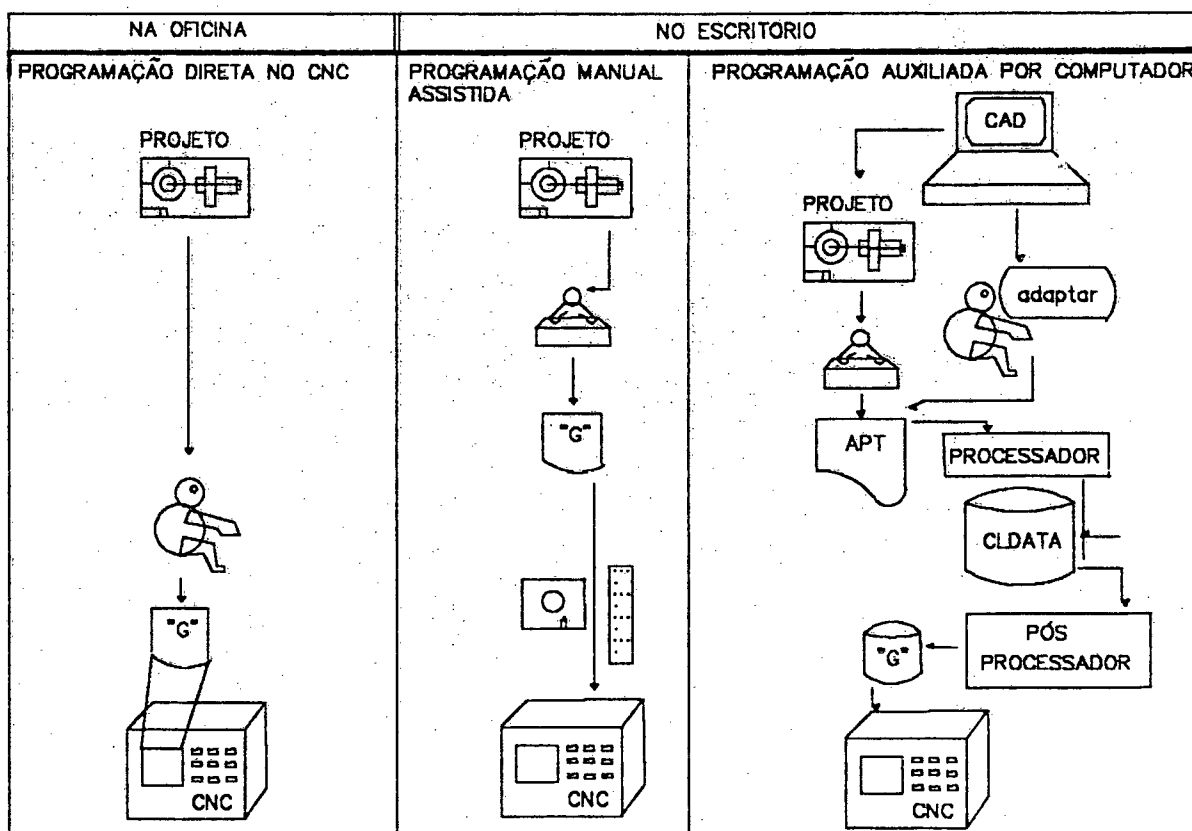 NA OFICINA
NO ESCRITORIO
PROGRAMAÇÃO DIRETA NO CNC
PROJETO
"G"
CNC
PROGRAMAÇÃO MANUAL
ASSISTIDA
PROJETO
"G"
CNC
PROGRAMAÇÃO AUXILIADA POR COMPUTADOR
CAD
PROJETO
adaptar
APT
PROCESSADOR
CLDATA
PÓS
PROCESSADOR
"G"
CNC